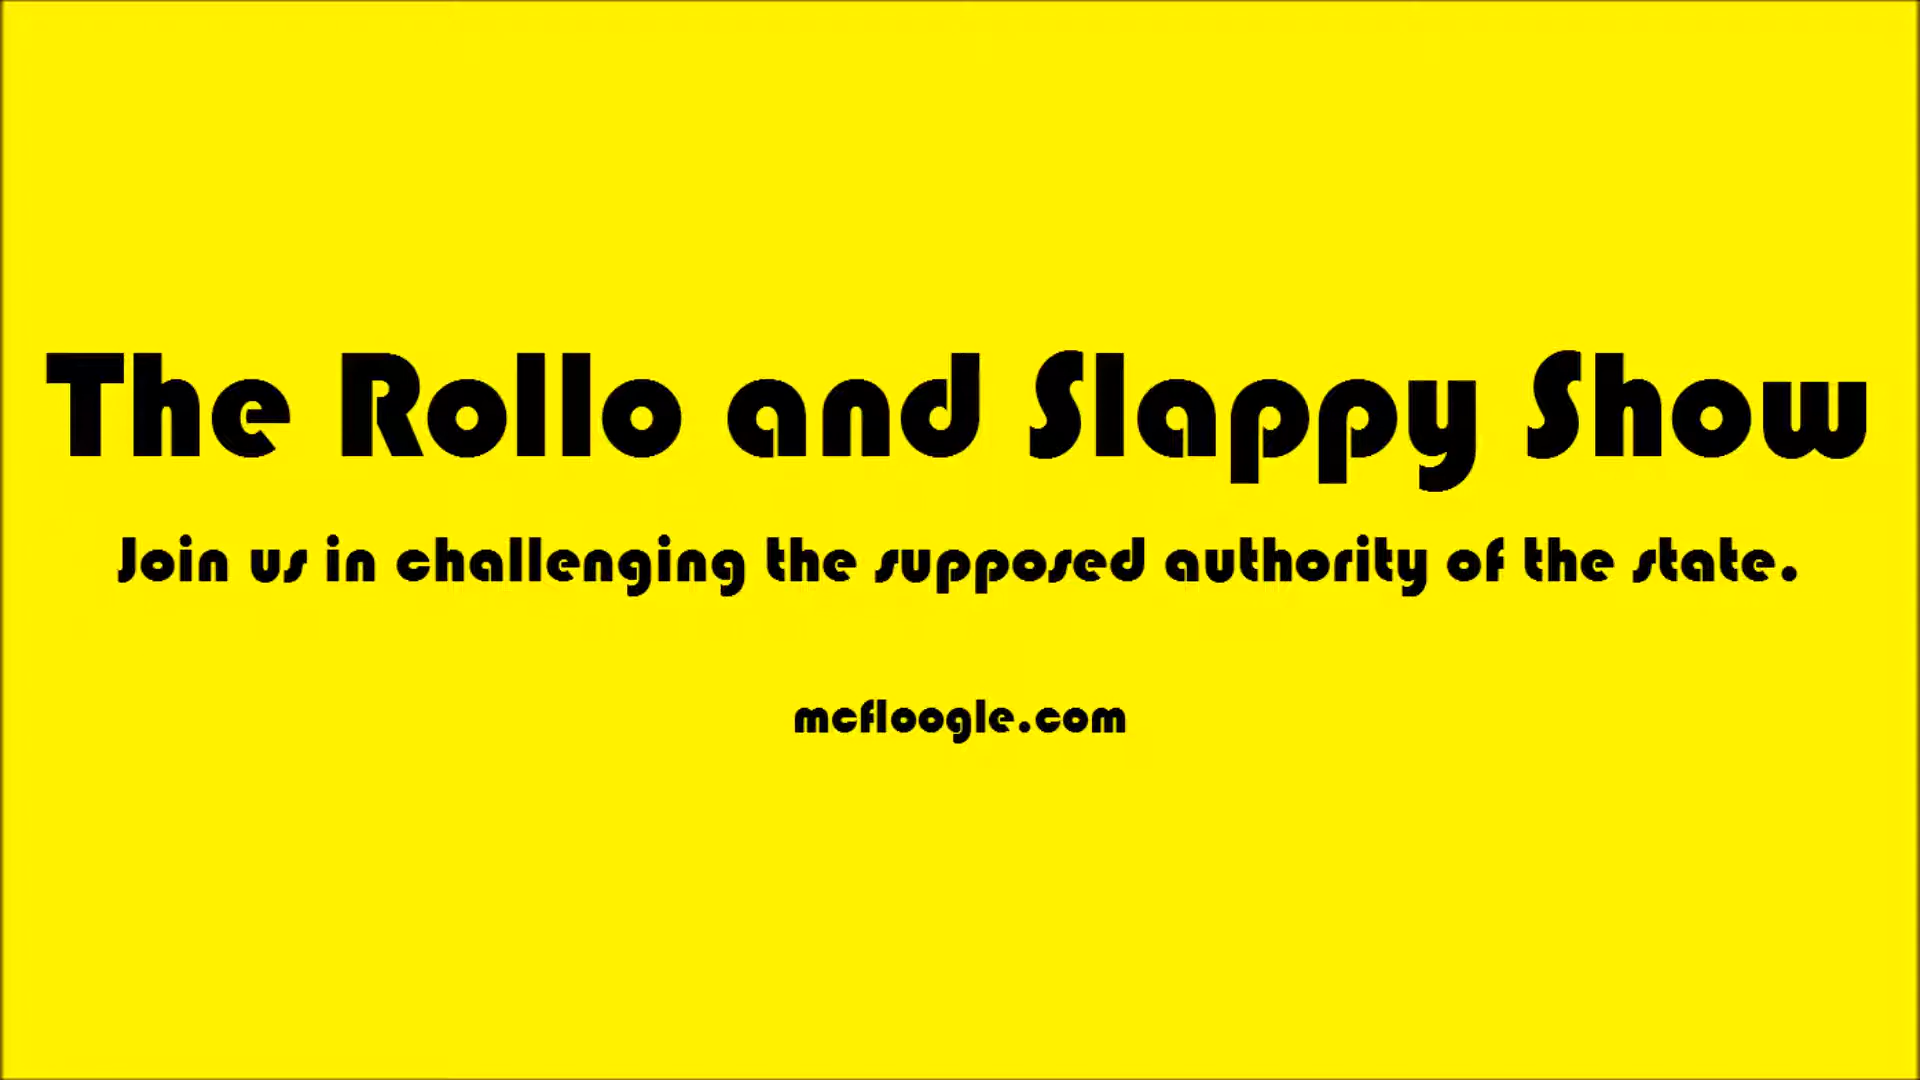 The Rollo and Slappy Show
Join us in challenging the supposed authority of the state.
mcfloogle.com